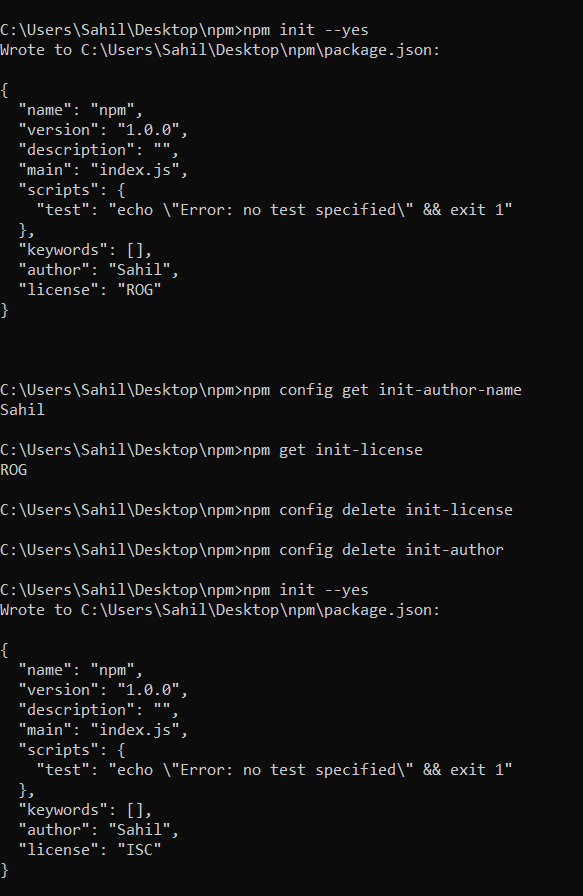 C:\Users\Sahil\Desktop\npm>npm init --yes
Wrote to C:\Users\Sahil\Desktop\npm\package.json:
{
  "name": "npm",
  "version": "1.0.0",
  "description": "",
  "main": "index.js",
  "scripts": {
    "test": "echo \"Error: no test specified\" && exit 1"
  },
  "keywords": [],
  "author": "Sahil",
  "license": "ROG"
}
C:\Users\Sahil\Desktop\npm>npm config get init-author-name
Sahil
C:\Users\Sahil\Desktop\npm>npm get init-license
ROG
C:\Users\Sahil\Desktop\npm>npm config delete init-license
C:\Users\Sahil\Desktop\npm>npm config delete init-author
C:\Users\Sahil\Desktop\npm>npm init --yes
Wrote to C:\Users\Sahil\Desktop\npm\package.json:
{
  "name": "npm",
  "version": "1.0.0",
  "description": "",
  "main": "index.js",
  "scripts": {
    "test": "echo \"Error: no test specified\" && exit 1"
  },
  "keywords": [],
  "author": "Sahil",
  "license": "ISC"
}